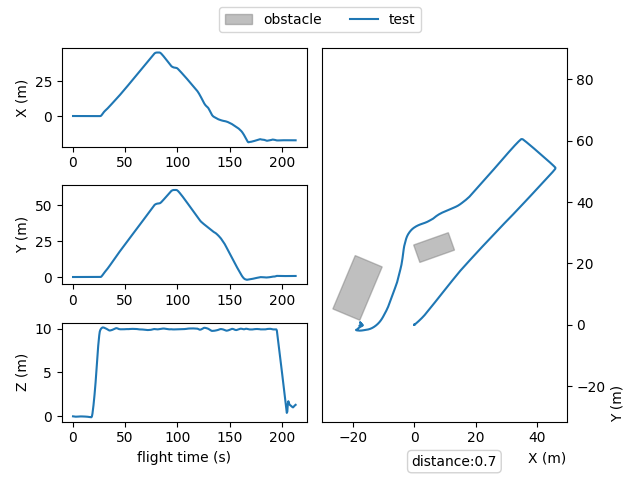 obstacle test
X (m)
25
0
0 50 100 150 200
Y (m)
50
25
0
0 50 100 150 200
Z (m)
10
5
0
0 50 100 150 200
flight time (s)
80
60
40
20
0
−20
Y (m)
−20 0 20 40
X (m)
distance:0.7